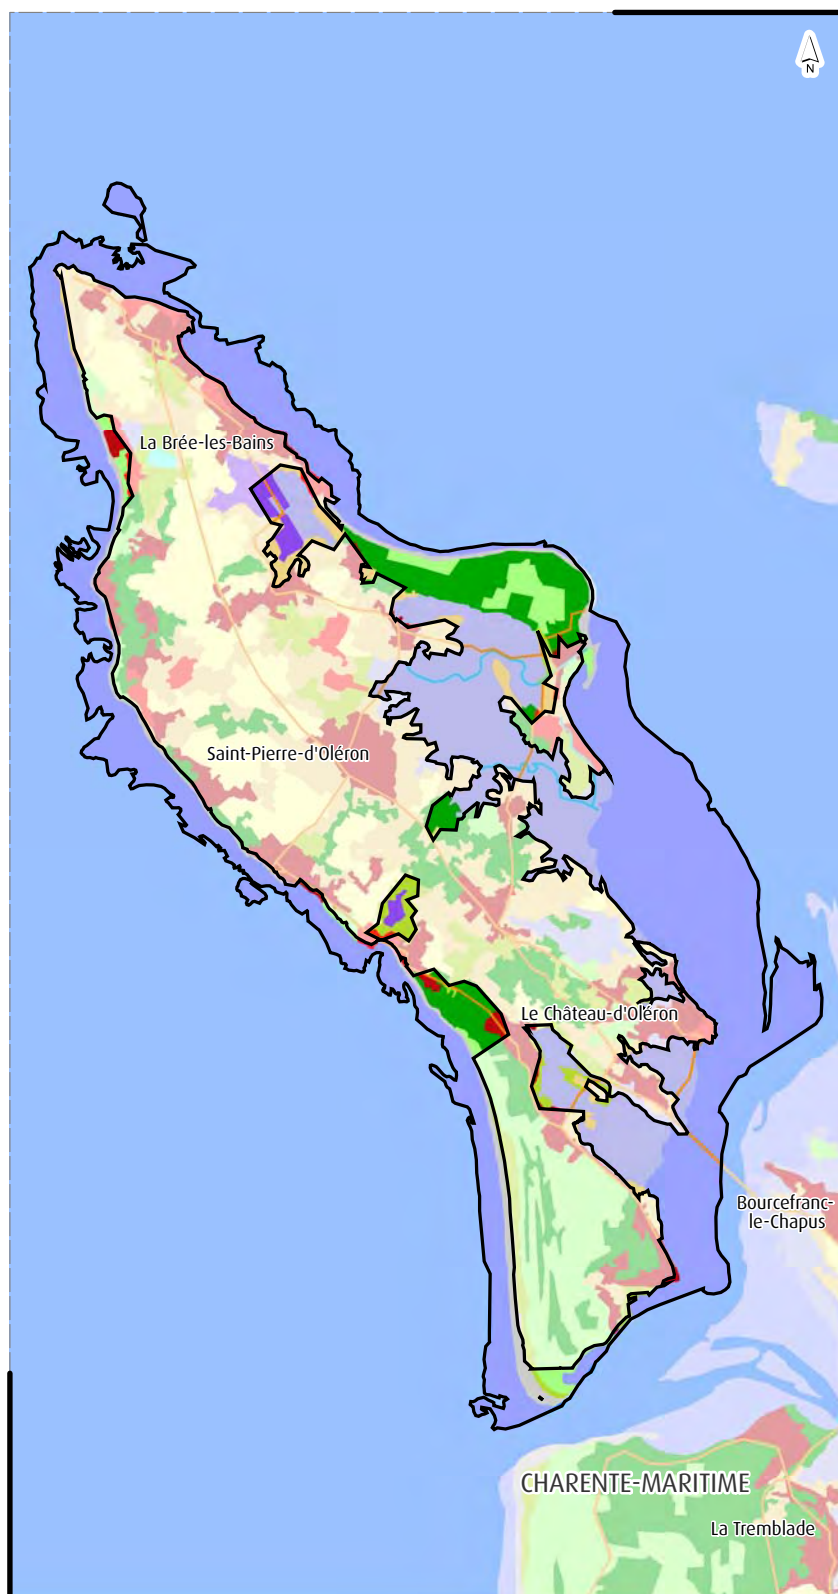 N
La Brée-les-Bains
Saint-Pierre-d'Oléron
Le Château-d'Oléron
Bourcefranc-
le-Chapus
CHARENTE-MARITIME
La Tremblade